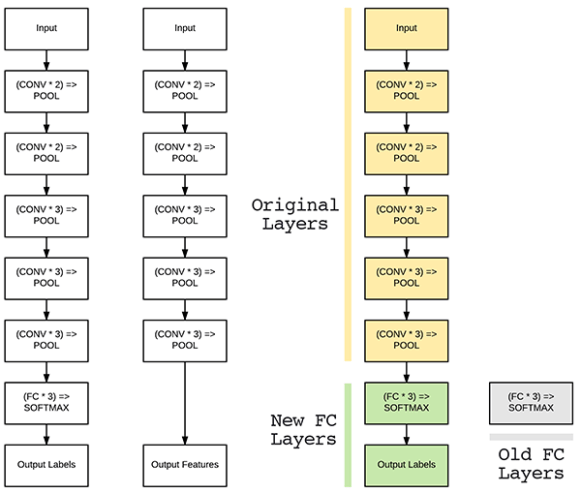 Input
(CONV * 2) =>
POOL
(CONV * 2) =>
POOL
(CONV * 3) =>
POOL
(CONV * 3) =>
POOL
(CONV * 3) =>
POOL
(FC * 3) =>
SOFTMAX
Output Labels
Input
(CONV * 2) =>
POOL
(CONV * 2) =>
POOL
(CONV * 3) =>
POOL
(CONV * 3) =>
POOL
(CONV * 3) =>
POOL
Output Features
Original
Layers
New FC
Layers
Input
(CONV * 2) =>
POOL
(CONV * 2) =>
POOL
(CONV * 3) =>
POOL
(CONV * 3) =>
POOL
(CONV * 3) =>
POOL
(FC * 3) =>
SOFTMAX
Output Labels
(FC * 3) =>
SOFTMAX
Old FC
Layers